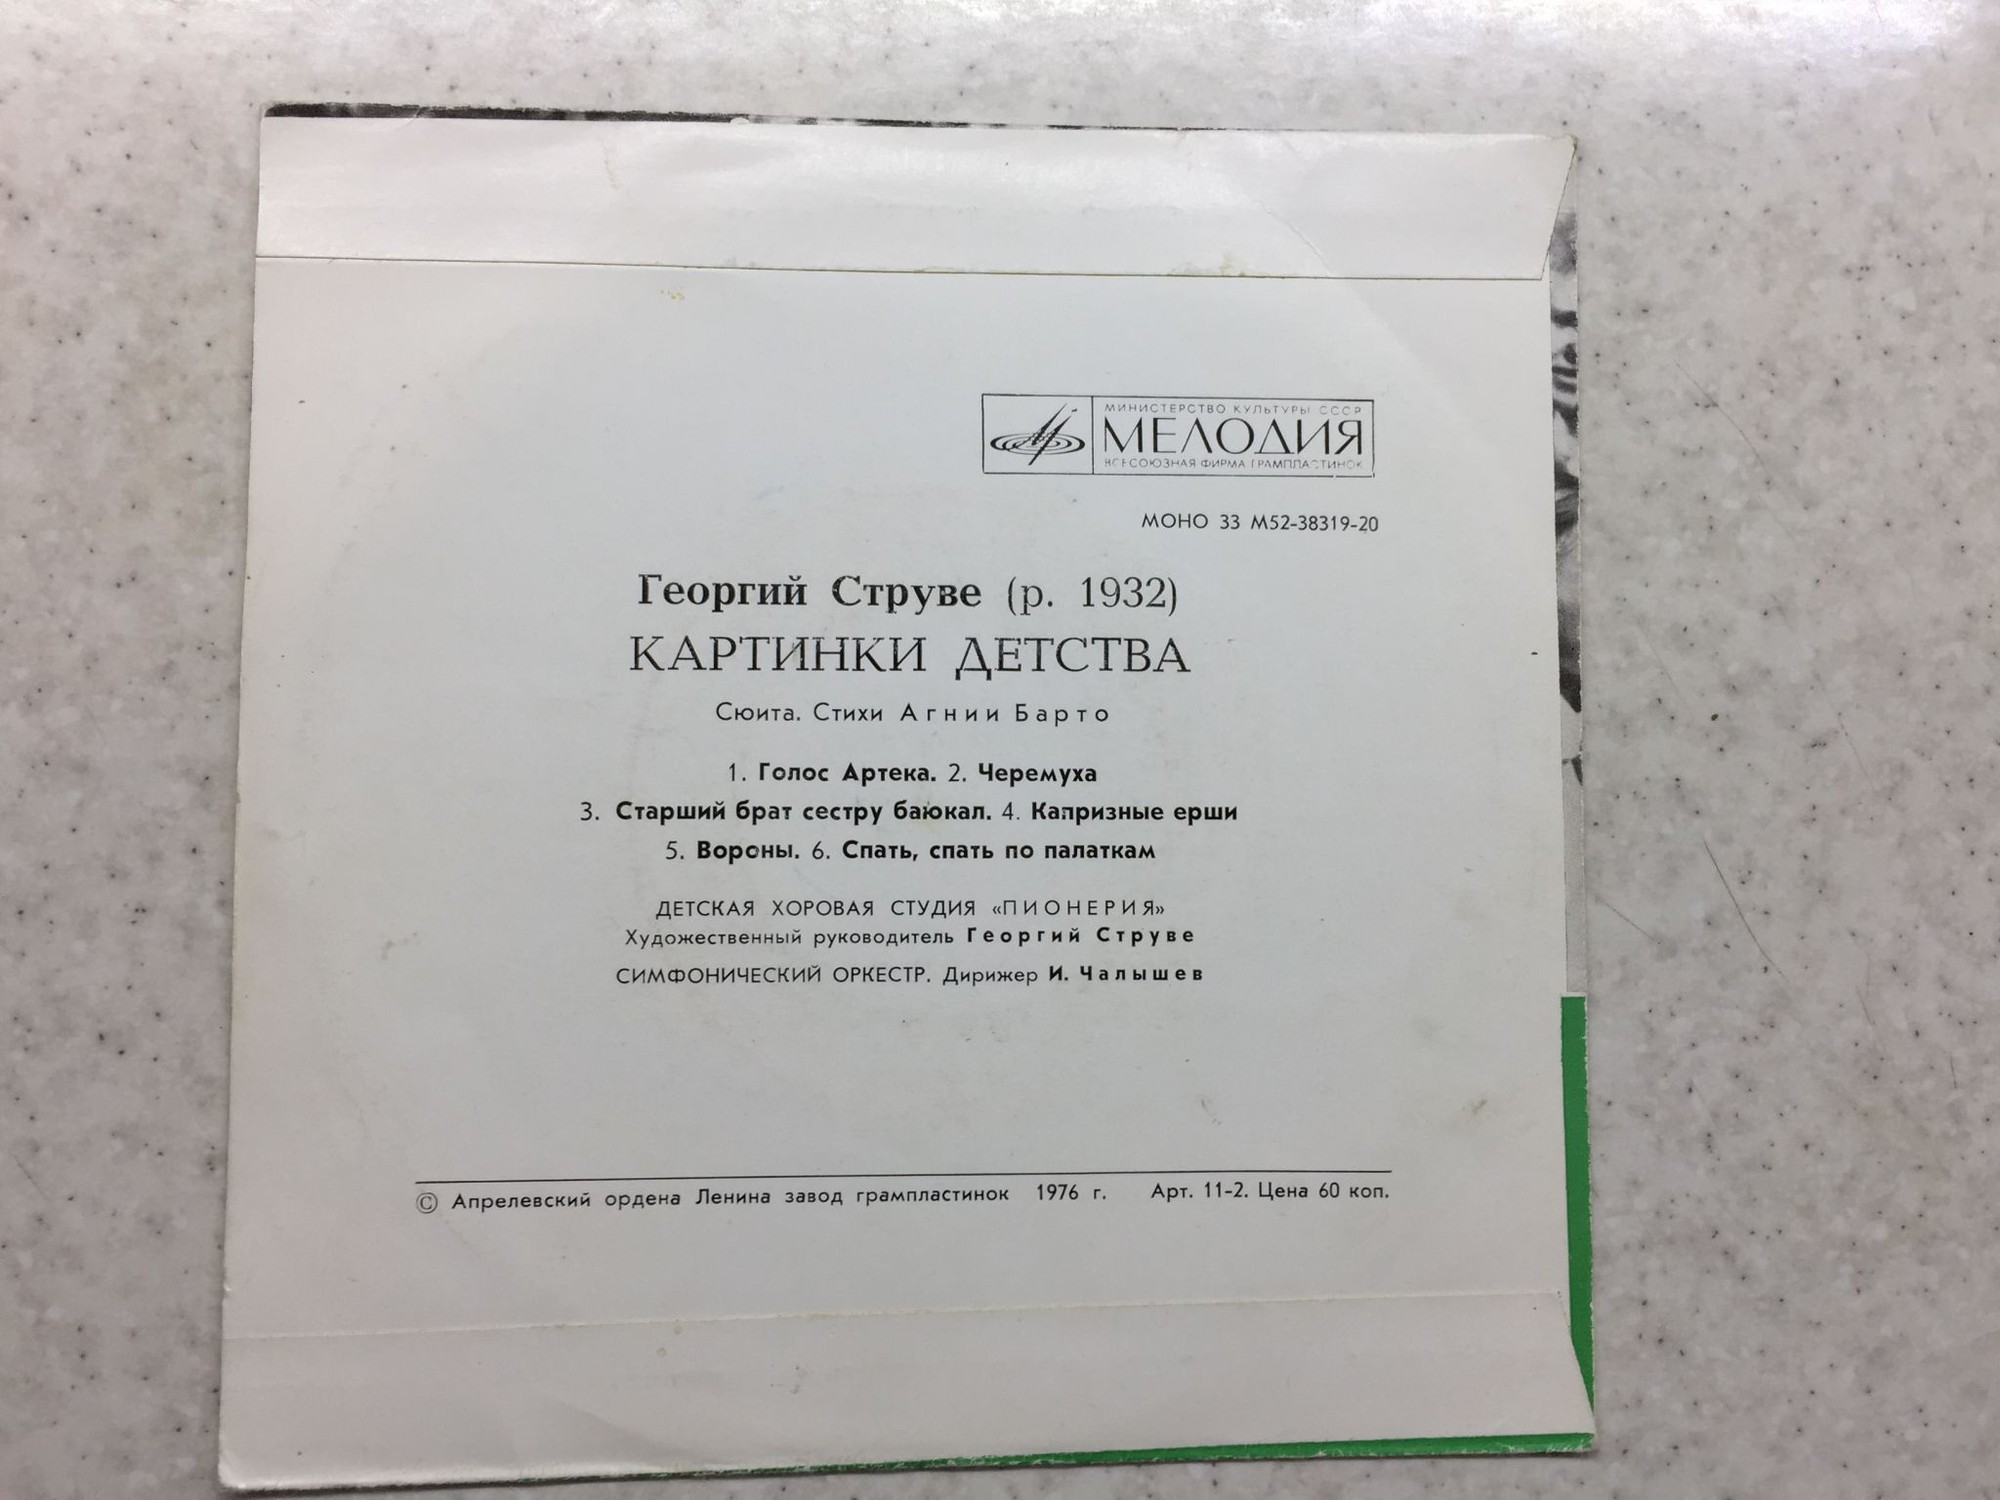 МИНИСТЕРСТВО КУЛЬТУРЫ СССР
МЕЛОДИЯ
ВСЕСОЮЗНАЯ ФИРМА ГРАМПЛАСТИНОК
МОНО 33 М52-38319-20
Георгий Струве (р. 1932)
КАРТИНКИ ДЕТСТВА
Сюита. Стихи Агнии Барто
1. Голос Артека. 2. Черемуха
3. Старший брат сестру баюкал. 4. Капризные ерши
5. Вороны. 6. Спать, спать по палаткам
ДЕТСКАЯ ХОРОВАЯ СТУДИЯ «ПИОНЕРИЯ»
Художественный руководитель Георгий Струве
СИМФОНИЧЕСКИЙ ОРКЕСТР. Дирижер И. Чалышев
© Апрелевский ордена Ленина завод грампластинок 1976 г. Арт. 11-2. Цена 60 коп.